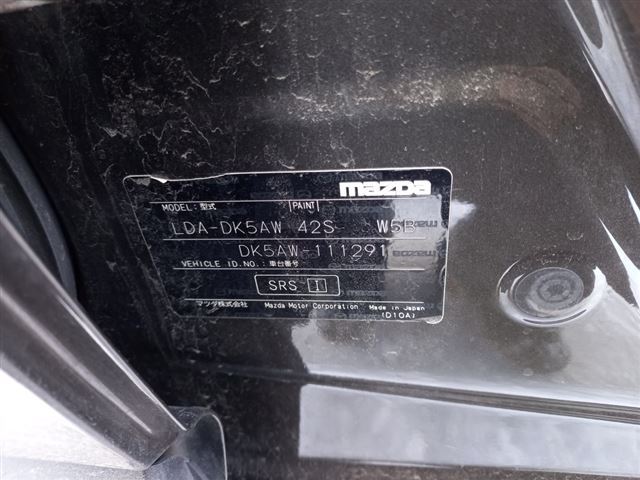 mazda
MODEL:型式 PAINT
LDA-DK5AW 42S W5B
DK5AW-111291
VEHICLE ID.NO.:車台番号
SRS I
マツダ株式会社 Mazda Motor Corporation Made in Japan
(D10A)